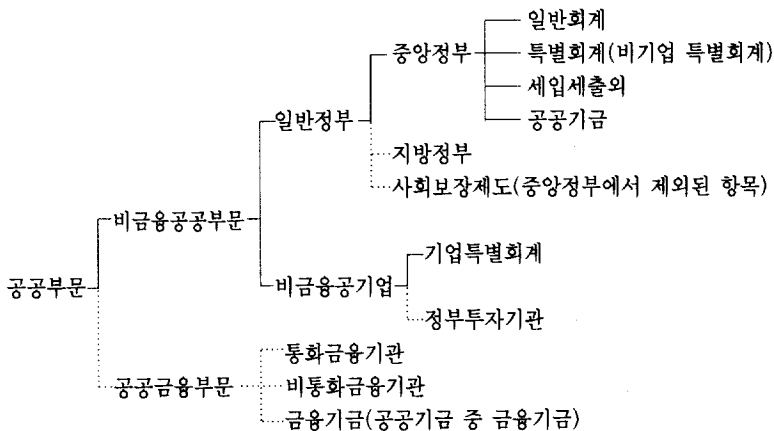 일반회계
중앙정부
특별회계(비기업 특별회계)
세입세출외
일반정부
공공기금
지방정부
사회보장제도(중앙정부에서 제외된 항목)
비금융공공부문
기업특별회계
공공부문
비금융공기업
정부투자기관
통화금융기관
공공금융부문
비통화금융기관
금융기금(공공기금 중 금융기금)